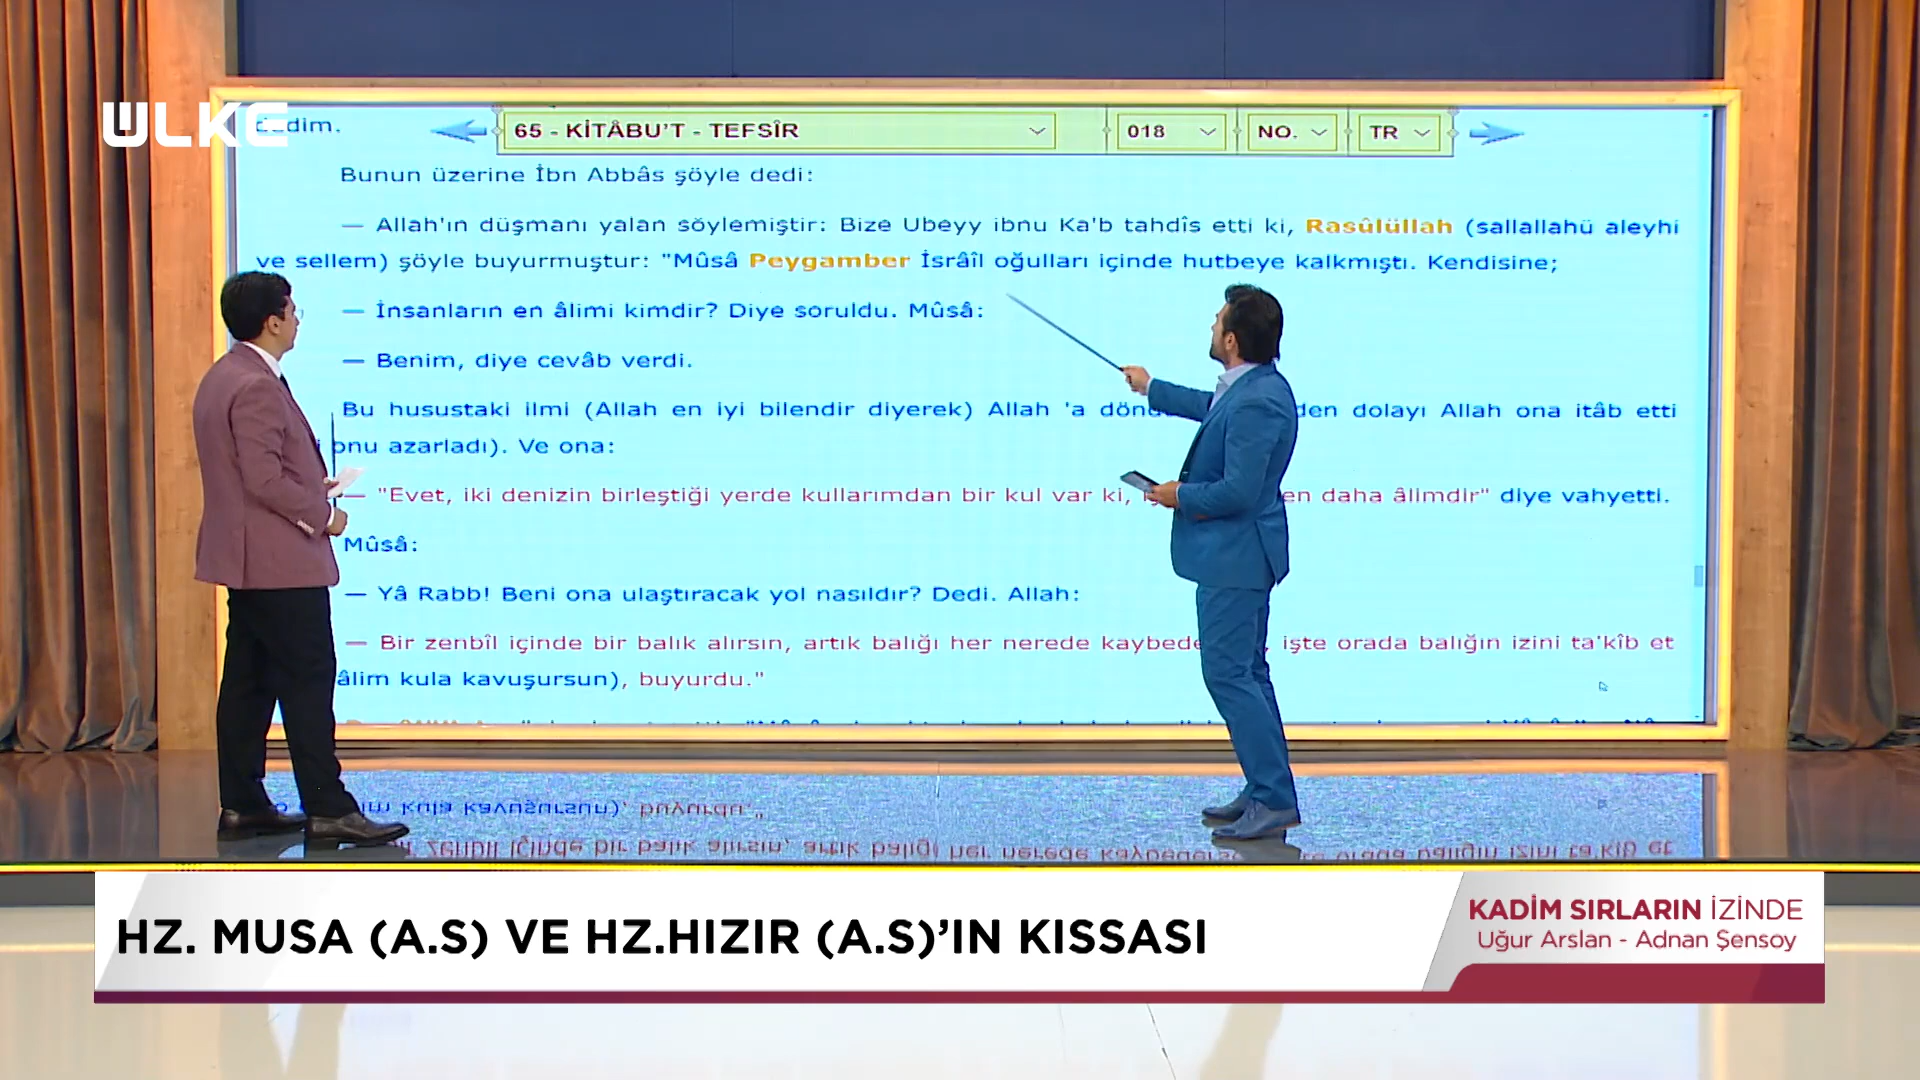 ÜLKE
dedim.
65 - KİTÂBU'T - TEFSÎR 018 NO. TR
Bunun üzerine İbn Abbâs şöyle dedi:
— Allah'ın düşmanı yalan söylemiştir: Bize Ubeyy ibnu Ka'b tahdîs etti ki, Rasûlüllah (sallallahü aleyhi
ve sellem) şöyle buyurmuştur: "Mûsâ Peygamber İsrâîl oğulları içinde hutbeye kalkmıştı. Kendisine;
— İnsanların en âlimi kimdir? Diye soruldu. Mûsâ:
— Benim, diye cevâb verdi.
Bu husustaki ilmi (Allah en iyi bilendir diyerek) Allah 'a dolayı Allah ona itâb etti
onu azarladı). Ve ona:
— "Evet, iki denizin birleştiği yerde kullarımdan bir kul var ki, daha âlimdir" diye vahyetti.
Mûsâ:
— Yâ Rabb! Beni ona ulaştıracak yol nasıldır? Dedi. Allah:
— Bir zenbîl içinde bir balık alırsın, artık balığı her nerede işte orada balığın izini ta'kîb et
âlim kula kavuşursun), buyurdu."
HZ. MUSA (A.S) VE HZ.HIZIR (A.S)'IN KISSASI
KADİM SIRLARIN İZİNDE
Uğur Arslan - Adnan Şensoy